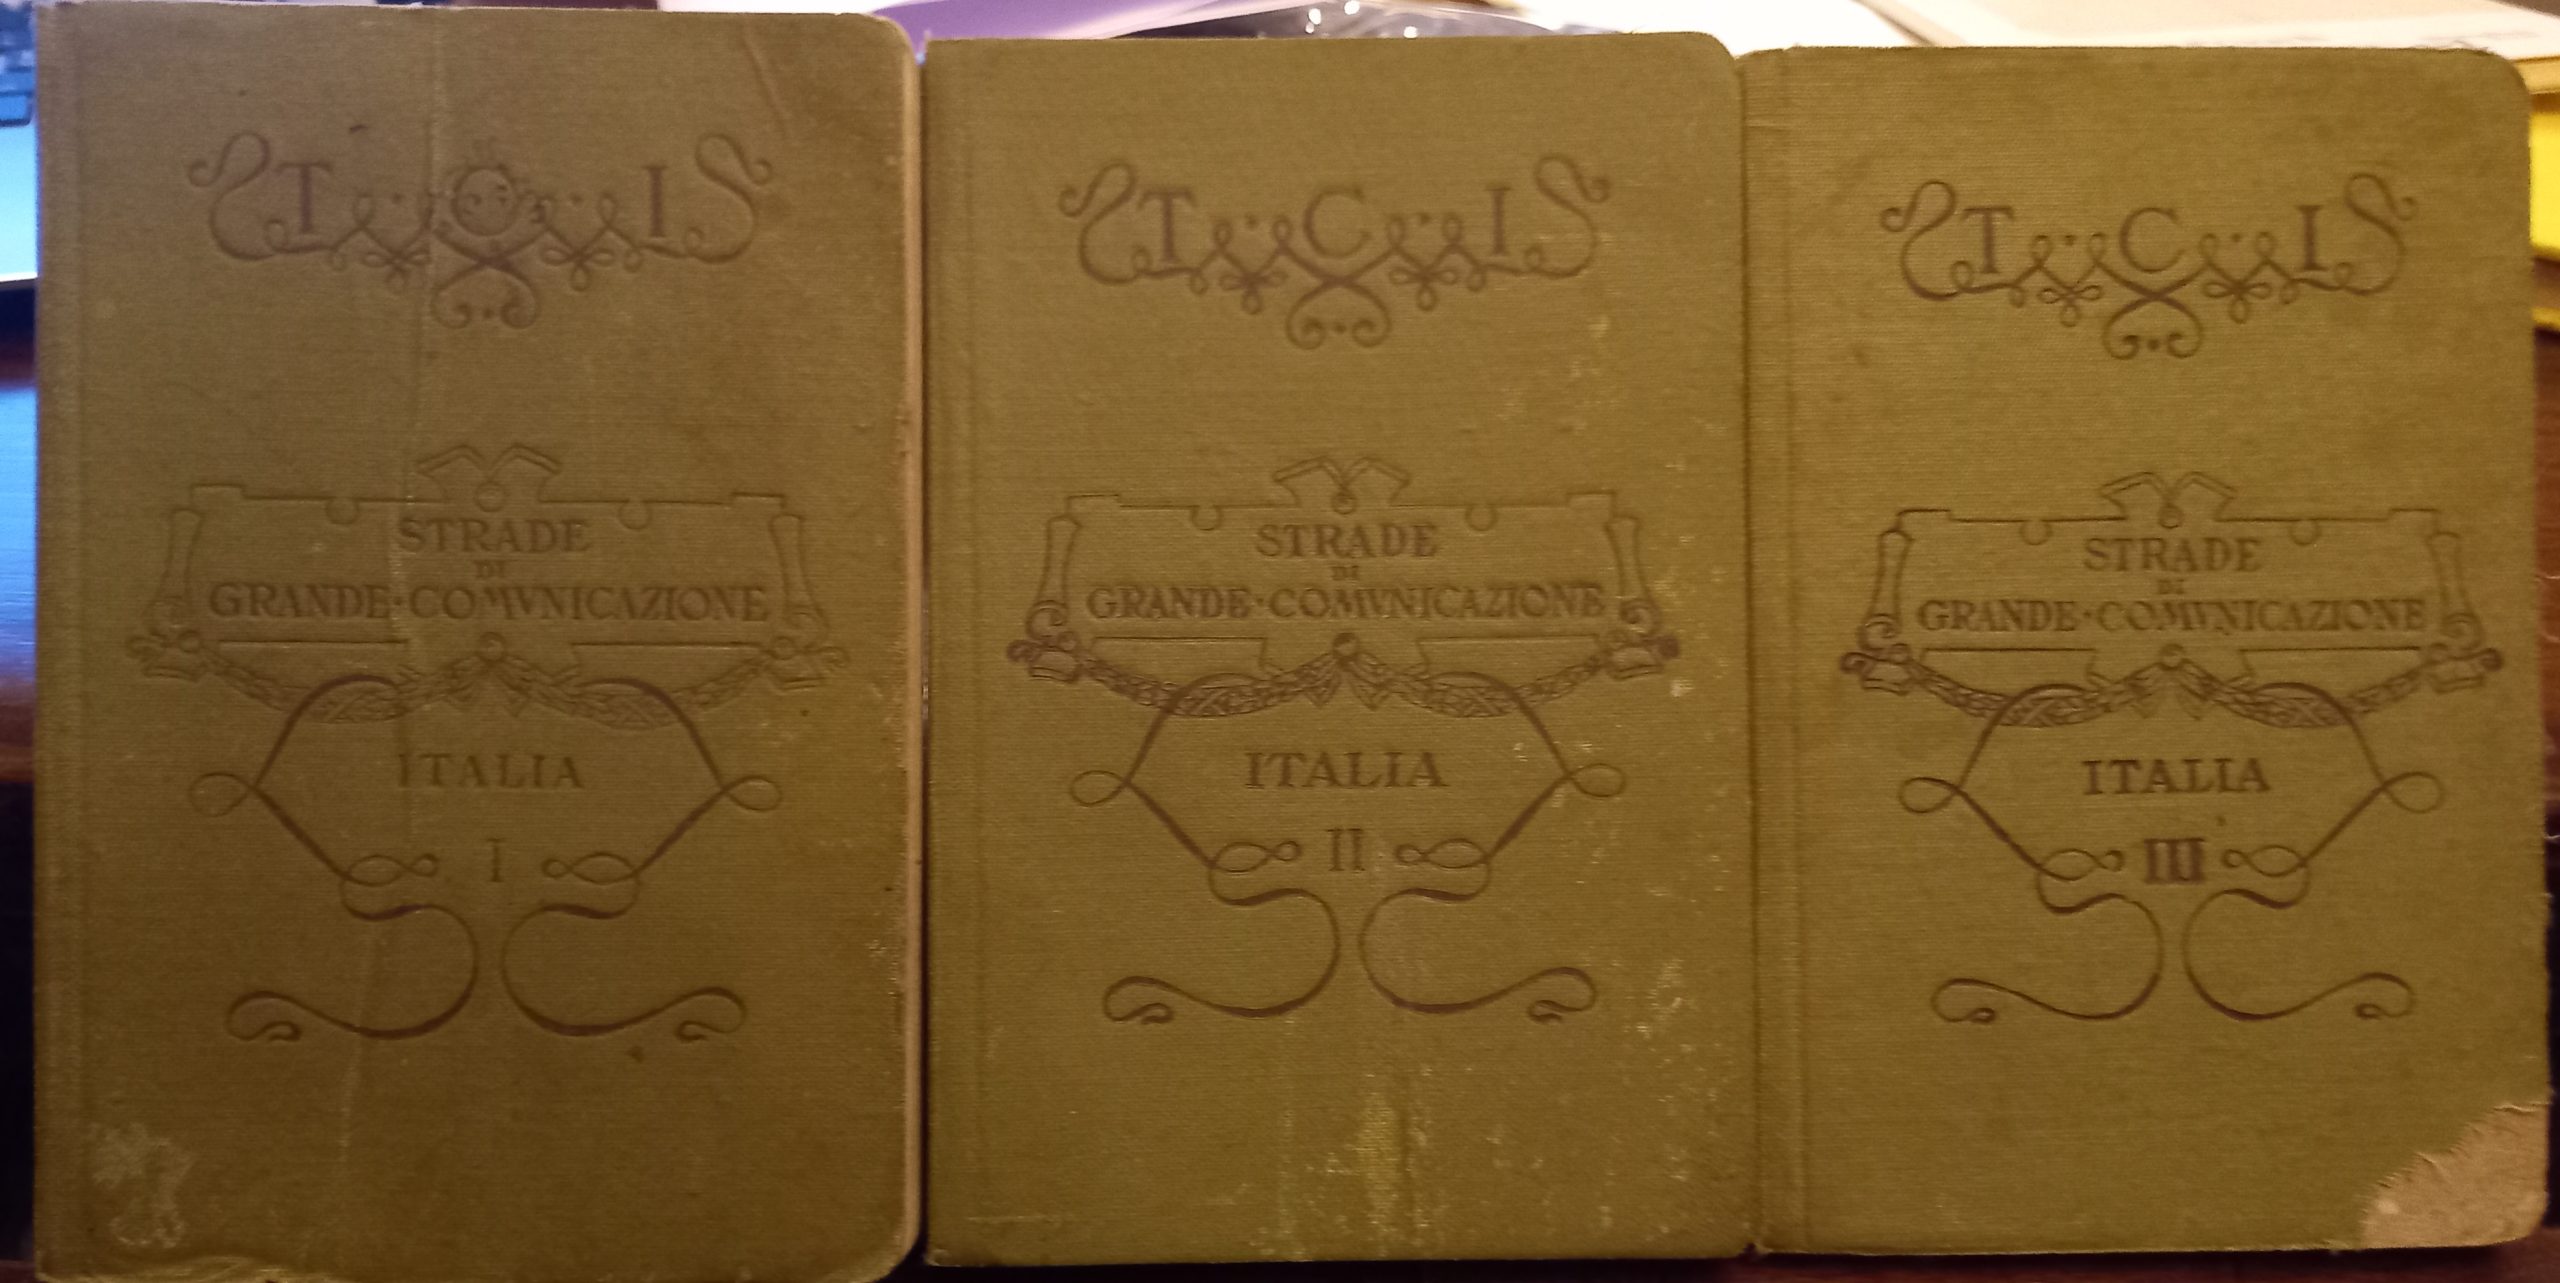 T C I
STRADE
DI
GRANDE·COMVNICAZIONE
ITALIA
I
T C I
STRADE
DI
GRANDE·COMVNICAZIONE
ITALIA
II
T C I
STRADE
DI
GRANDE·COMVNICAZIONE
ITALIA
III